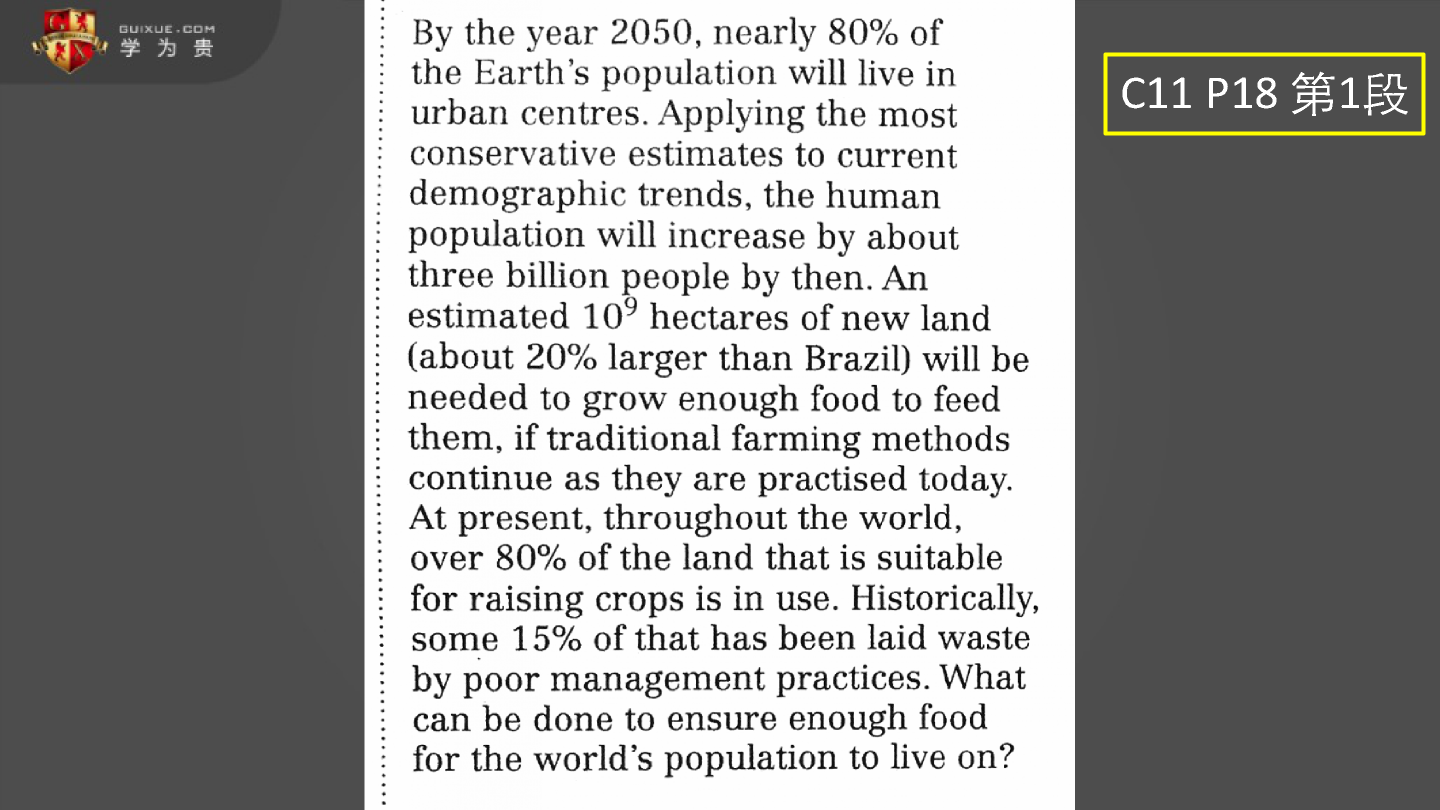 GUIXUE.COM
学为贵
C11 P18 第1段
By the year 2050, nearly 80% of
the Earth's population will live in
urban centres. Applying the most
conservative estimates to current
demographic trends, the human
population will increase by about
three billion people by then. An
estimated 10⁹ hectares of new land
(about 20% larger than Brazil) will be
needed to grow enough food to feed
them, if traditional farming methods
continue as they are practised today.
At present, throughout the world,
over 80% of the land that is suitable
for raising crops is in use. Historically,
some 15% of that has been laid waste
by poor management practices. What
can be done to ensure enough food
for the world's population to live on?